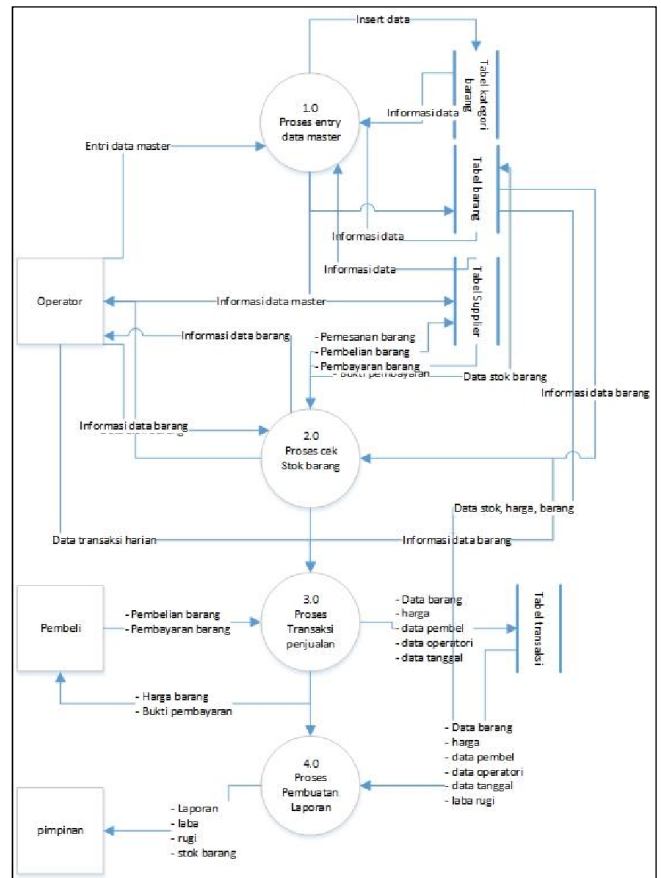 Insert data
Tabel kategori
barang
1.0
Proses entry
data master
Informasi data
Entri data master
Tabel barang
Informasi data
Informasi data
Operator
Informasi data master
Tabel Supplier
Informasi data barang
- Pemesanan barang
- Pembelian barang
- Pembayaran barang
- Bukti pembayaran
Data stok barang
Informasi data barang
Informasi data barang
2.0
Proses cek
Stok barang
Data stok, harga, barang
Data transaksi harian
Informasi data barang
3.0
Proses
Transaksi
penjualan
Pembeli
- Pembelian barang
- Pembayaran barang
- Data barang
- harga
- data pembel
- data operatori
- data tanggal
Tabel transaksi
- Harga barang
- Bukti pembayaran
- Data barang
- harga
- data pembel
- data operatori
- data tanggal
- laba rugi
4.0
Proses
Pembuatan
Laporan
pimpinan
- Laporan
- laba
- rugi
- stok barang